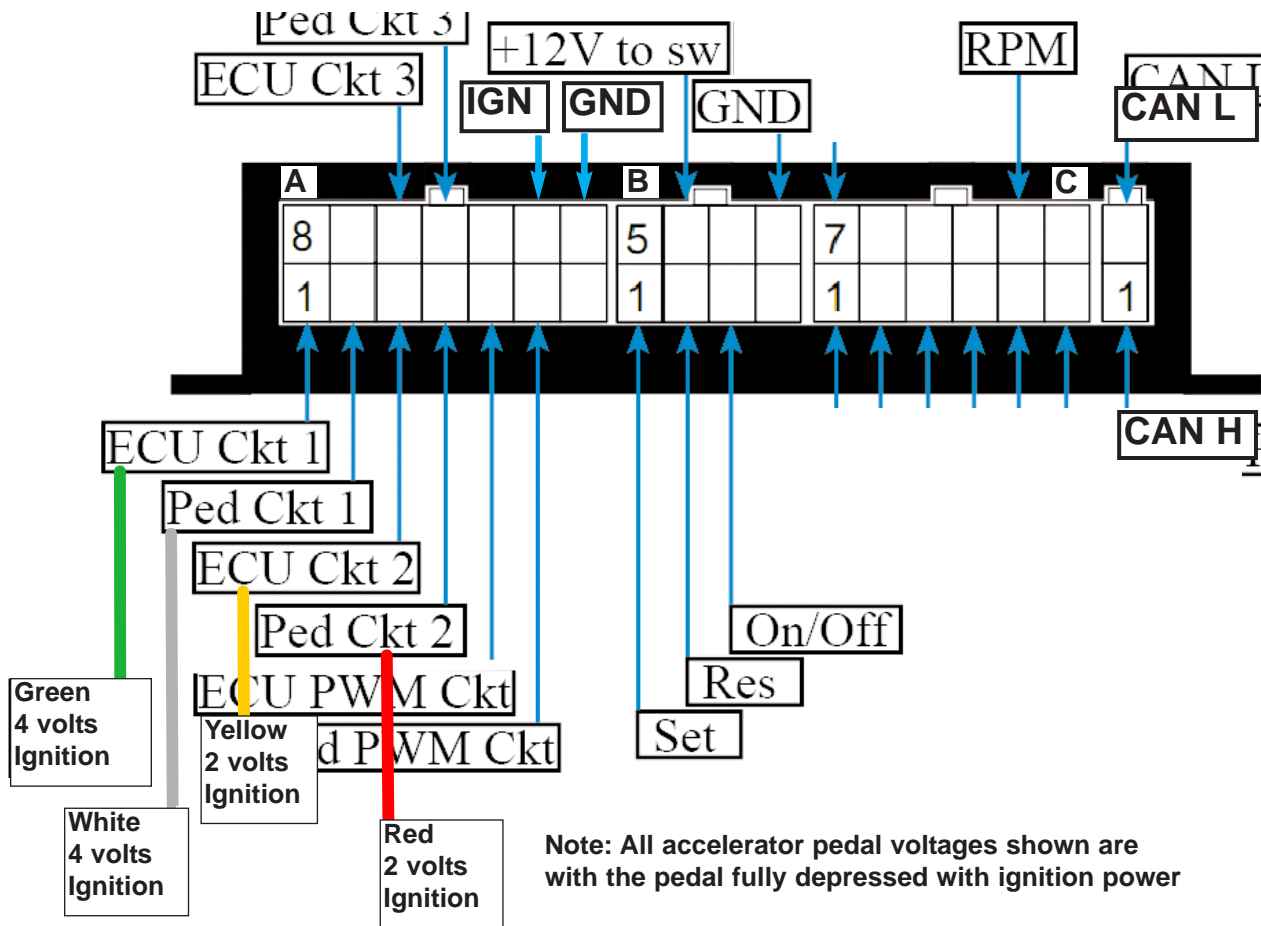 Ped Ckt 3
+12V to sw
RPM
ECU Ckt 3
IGN
GND
GND
CAN L
A
B
C
8
5
7
1
1
1
1
ECU Ckt 1
CAN H
Ped Ckt 1
ECU Ckt 2
Ped Ckt 2
On/Off
ECU PWM Ckt
Res
Set
d PWM Ckt
Green
4 volts
Ignition
Yellow
2 volts
Ignition
White
4 volts
Ignition
Red
2 volts
Ignition
Note: All accelerator pedal voltages shown are
with the pedal fully depressed with ignition power